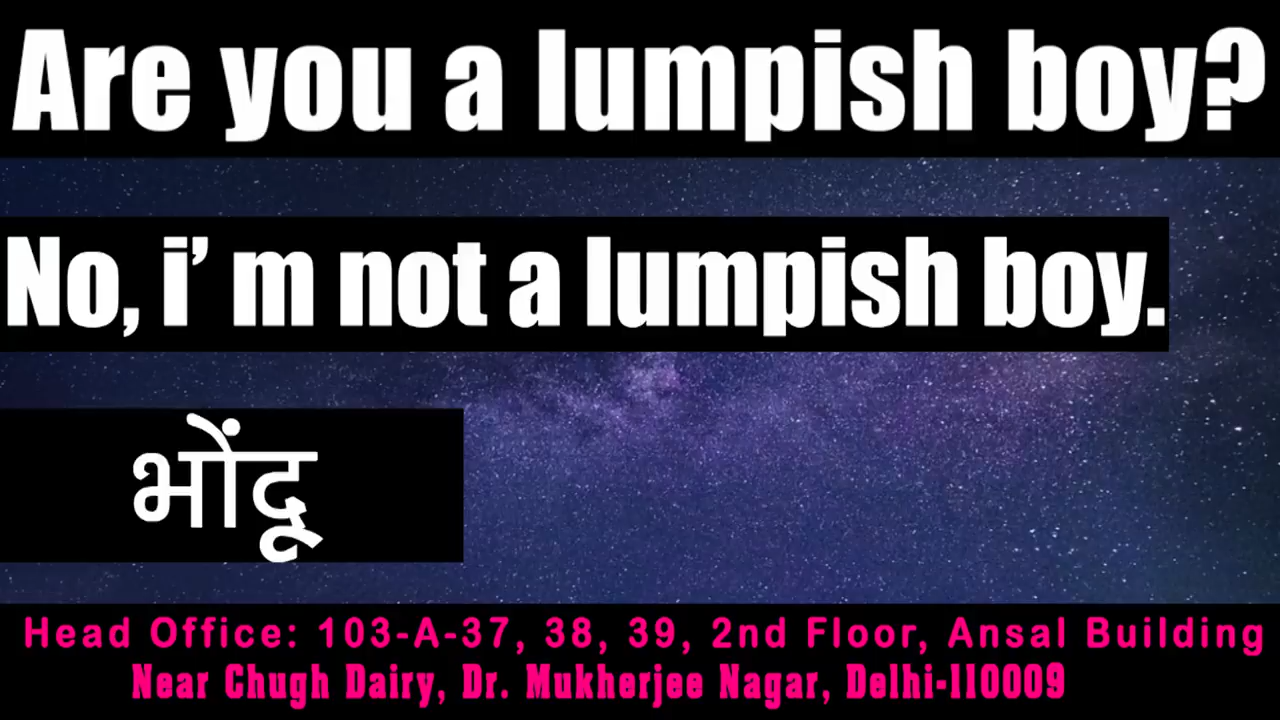 Are you a lumpish boy?
No, i’ m not a lumpish boy.
भोंदू
Head Office: 103-A-37, 38, 39, 2nd Floor, Ansal Building
Near Chugh Dairy, Dr. Mukherjee Nagar, Delhi-110009